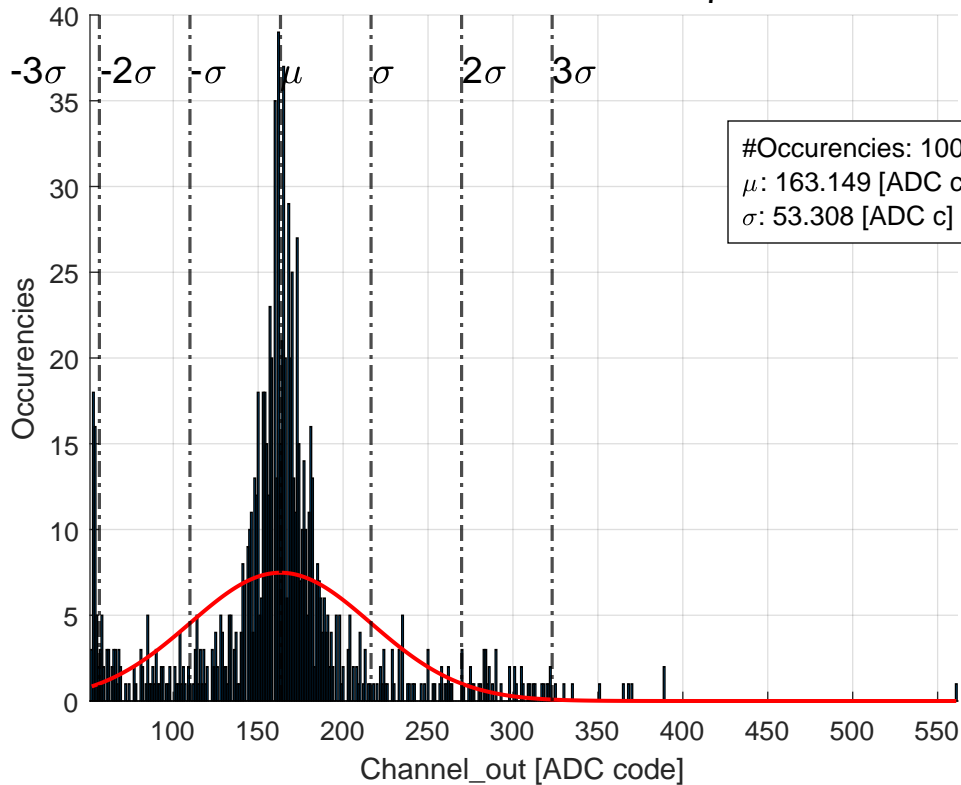 40
-3σ -2σ -σ μ σ 2σ 3σ
35
#Occurencies: 100
μ: 163.149 [ADC c
σ: 53.308 [ADC c]
30
25
20
15
10
5
0
Occurencies
100 150 200 250 300 350 400 450 500 550
Channel_out [ADC code]